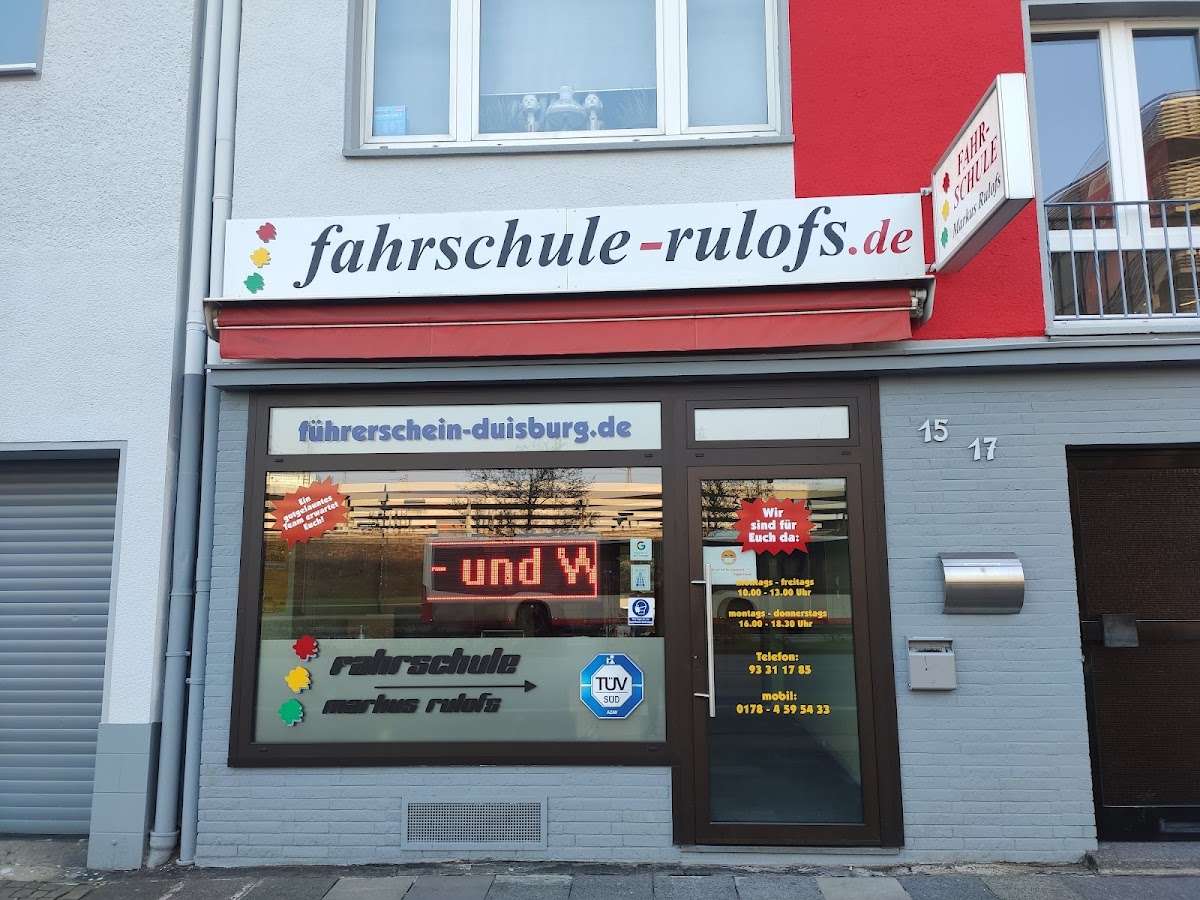 fahrschule-rulofs.de
FAHR-
SCHULE
Markus Rulofs
führerschein-duisburg.de
15
17
Ein
gutgelauntes
Team erwartet
Euch!
- und W
Wir
sind für
Euch da:
montags - freitags
10.00 - 13.00 Uhr
montags - donnerstags
16.00 - 18.30 Uhr
Telefon:
93 31 17 85
mobil:
0178 - 4 59 54 33
G
fahrschule
markus rulofs
TÜV
SÜD
AZAV